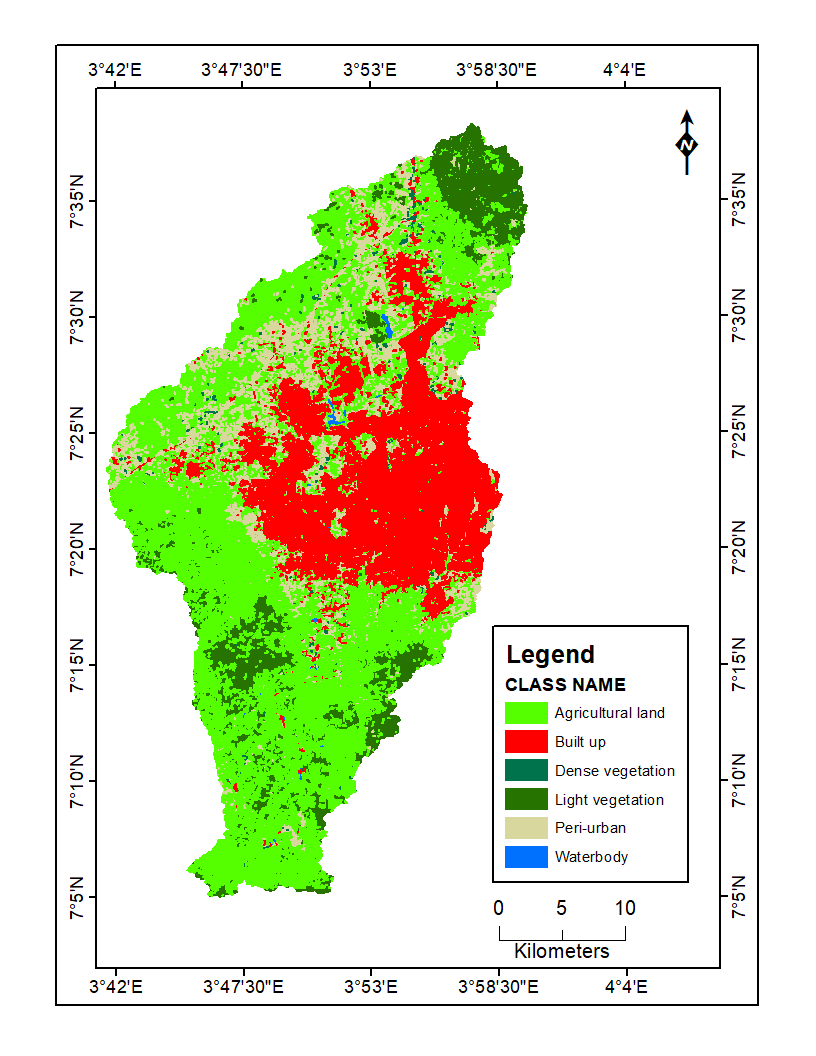 3°42'E 3°47'30"E 3°53'E 3°58'30"E 4°4'E
N
7°35'N 7°35'N
7°30'N 7°30'N
7°25'N 7°25'N
7°20'N 7°20'N
7°15'N 7°15'N
7°10'N 7°10'N
7°5'N 7°5'N
Legend
CLASS NAME
Agricultural land
Built up
Dense vegetation
Light vegetation
Peri-urban
Waterbody
0 5 10
Kilometers
3°42'E 3°47'30"E 3°53'E 3°58'30"E 4°4'E